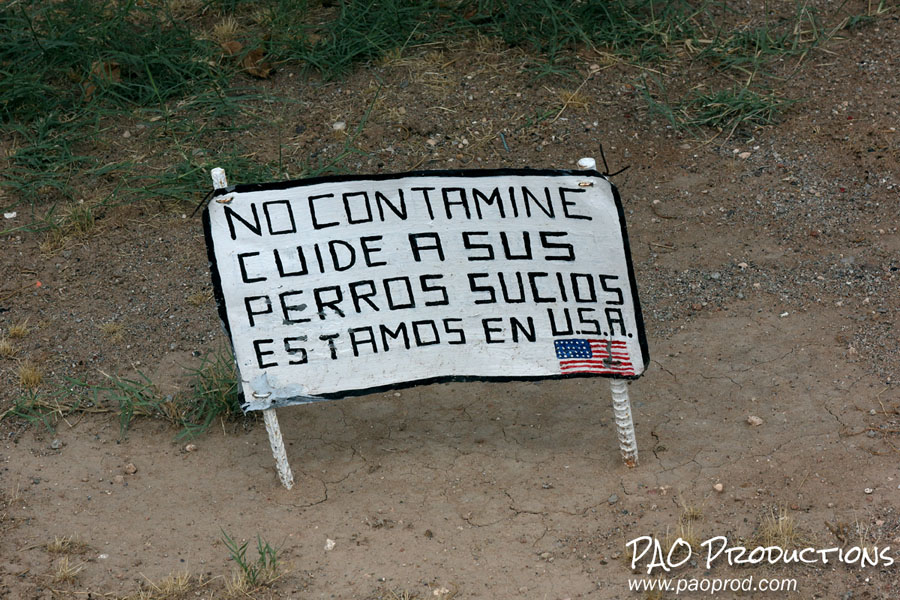 NO CONTAMINE
CUIDE A SUS
PERROS SUCIOS
ESTAMOS EN U.S.A.
PAO PRODUCTIONS
www.paoprod.com